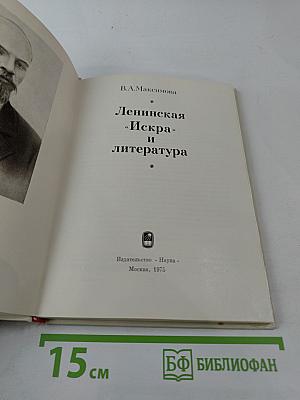 В.А.Максимова
Ленинская
«Искра»
и
литература
Издательство «Наука»
Москва, 1975
15 см
БФ БИБЛИОФАН